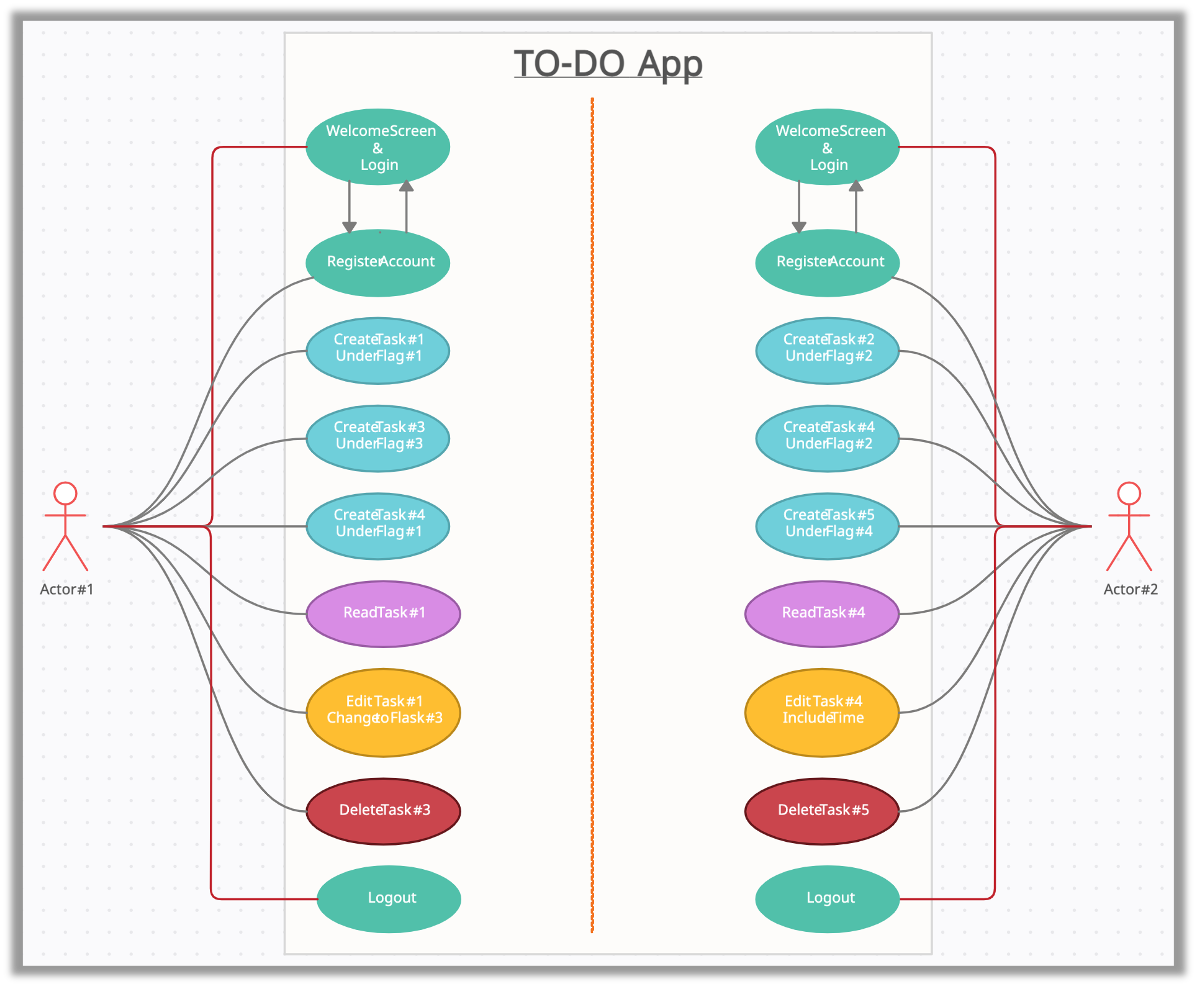 TO-DO App
WelcomeScreen
&
Login
RegisterAccount
CreateTask#1
UnderFlag#1
CreateTask#3
UnderFlag#3
CreateTask#4
UnderFlag#1
ReadTask#1
EditTask#1
ChangetoFlask#3
DeleteTask#3
Logout
WelcomeScreen
&
Login
RegisterAccount
CreateTask#2
UnderFlag#2
CreateTask#4
UnderFlag#2
CreateTask#5
UnderFlag#4
ReadTask#4
EditTask#4
IncludeTime
DeleteTask#5
Logout
Actor#1
Actor#2